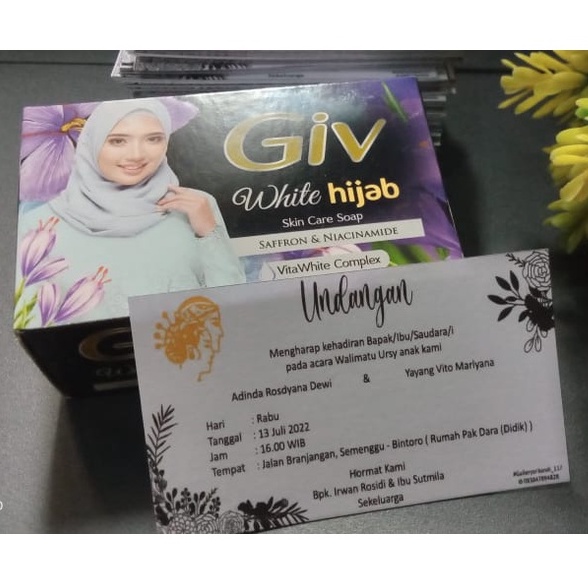 Giv
White hijab
Skin Care Soap
SAFFRON & NIACINAMIDE
VitaWhite Complex
Giv
Undangan
Mengharap kehadiran Bapak/Ibu/Saudara/i
pada acara Walimatu Ursy anak kami
Adinda Rosdyana Dewi & Yayang Vito Marlyana
Hari : Rabu
Tanggal : 13 Juli 2022
Jam : 16.00 WIB
Tempat : Jalan Branjangan, Semenggu - Bintoro ( Rumah Pak Dara (Didik) )
Hormat Kami
Bpk. Irwan Rosidi & Ibu Sutmila
Sekeluarga